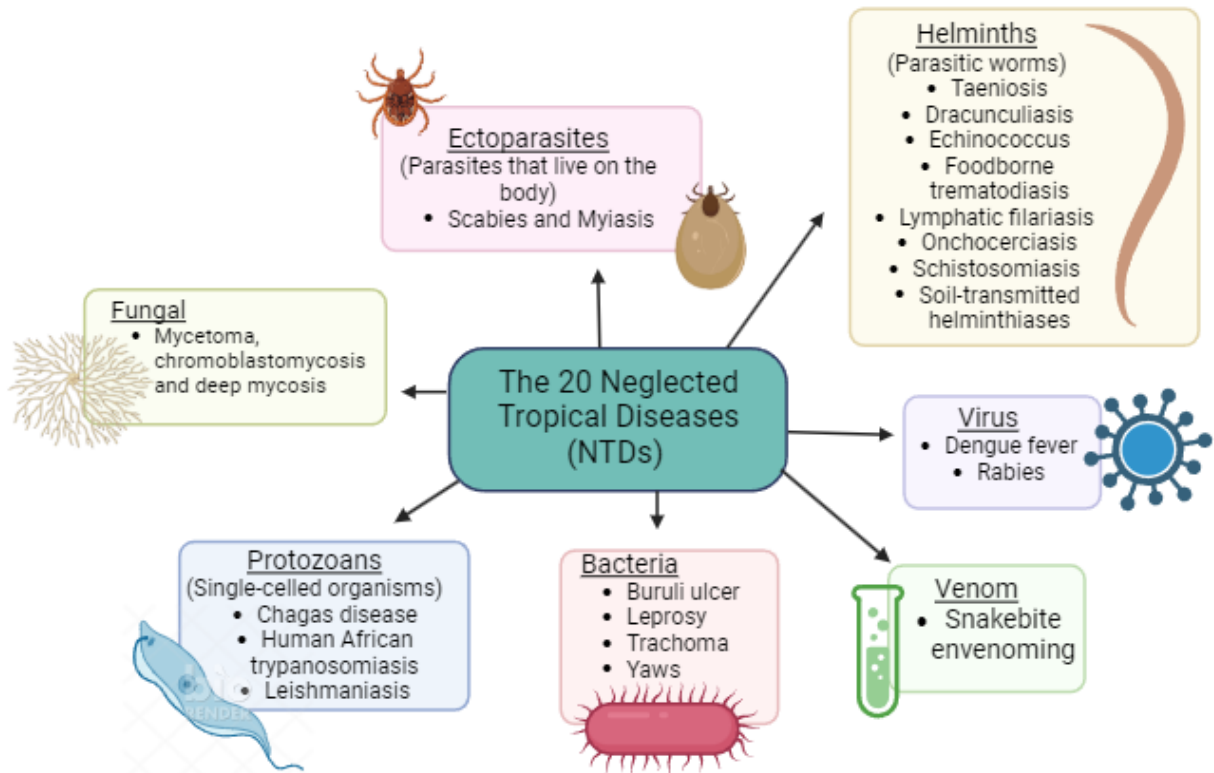 Helminths
(Parasitic worms)
• Taeniosis
• Dracunculiasis
• Echinococcus
• Foodborne
trematodiasis
• Lymphatic filariasis
• Onchocerciasis
• Schistosomiasis
• Soil-transmitted
helminthiases
Ectoparasites
(Parasites that live on the
body)
• Scabies and Myiasis
Fungal
• Mycetoma,
chromoblastomycosis
and deep mycosis
The 20 Neglected
Tropical Diseases
(NTDs)
Virus
• Dengue fever
• Rabies
Protozoans
(Single-celled organisms)
• Chagas disease
• Human African
trypanosomiasis
• Leishmaniasis
Bacteria
• Buruli ulcer
• Leprosy
• Trachoma
• Yaws
Venom
• Snakebite
envenoming
bio
RENDER